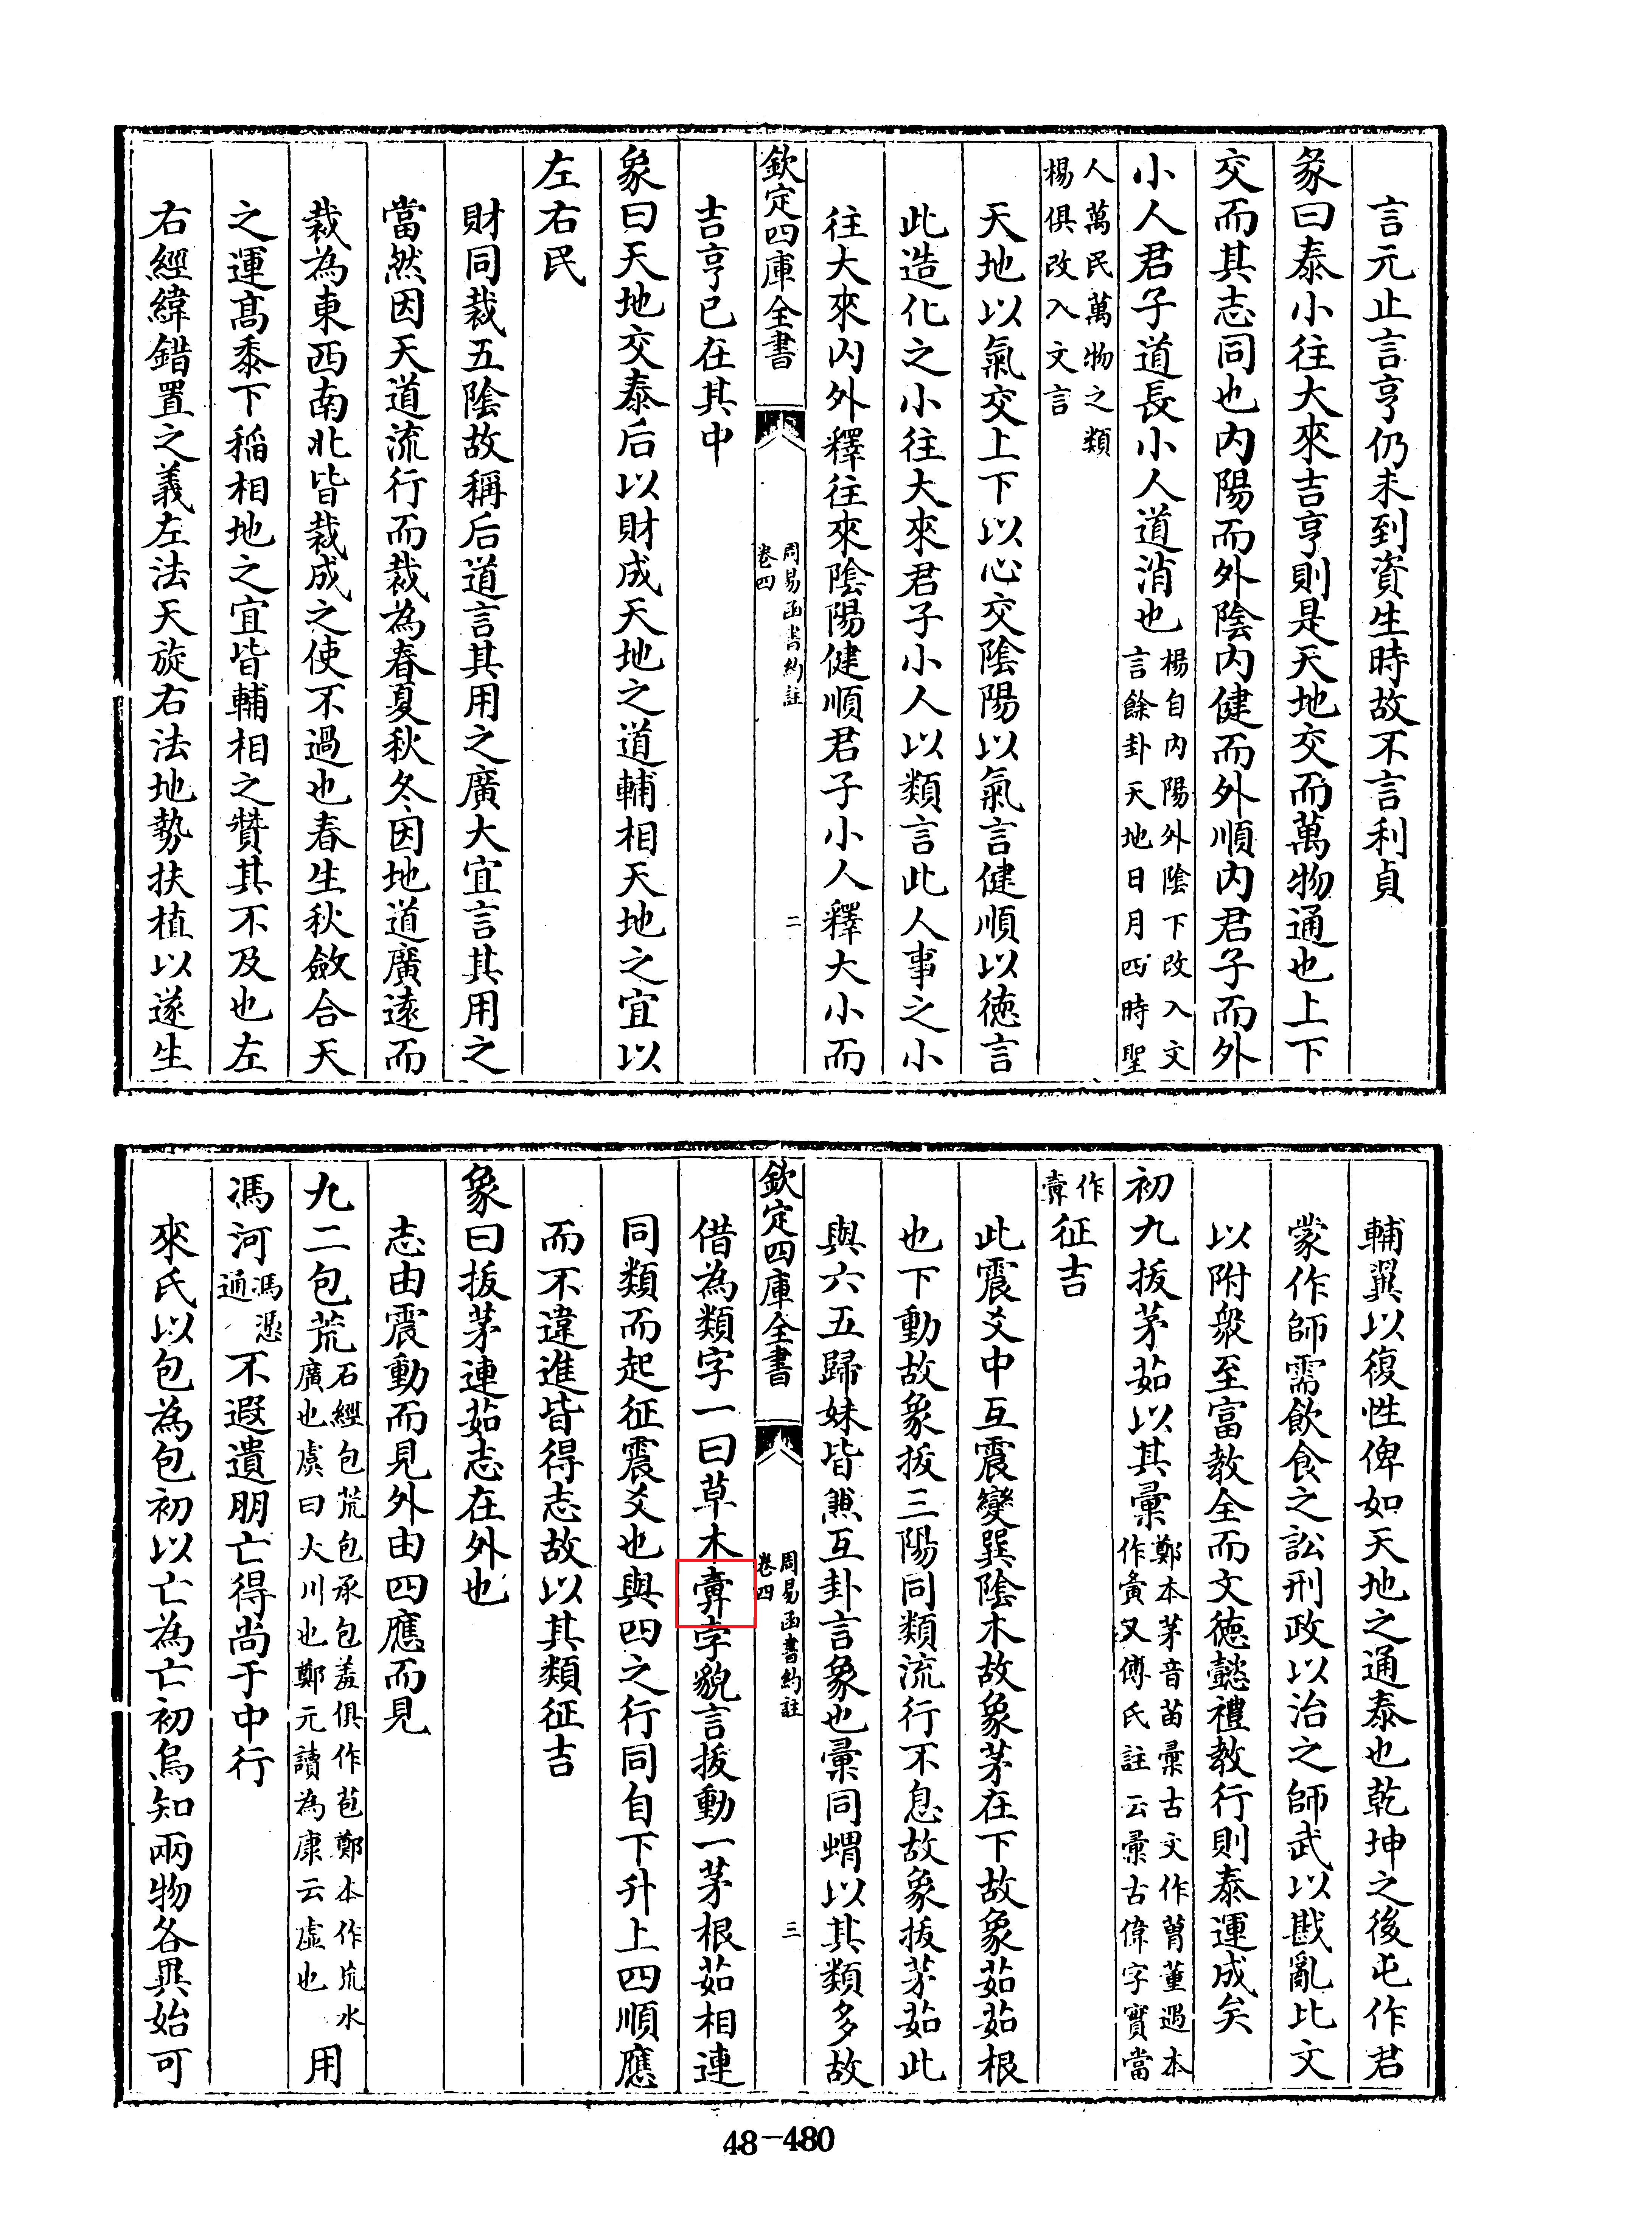 言元止言亨仍未到資生時故不言利貞
彖曰泰小往大來吉亨則是天地交而萬物通也上下
交而其志同也内陽而外陰内健而外順内君子而外
小人君子道長小人道消也楊自内陽外陰下改入文
言餘卦天地日月四時聖
人萬民萬物之類
楊俱改入文言
天地以氣交上下以心交陰陽以氣言健順以徳言
此造化之小往大來君子小人以類言此人事之小
往大來内外釋往來陰陽健順君子小人釋大小而
欽定四庫全書
周易函書約註
卷四
二
吉亨已在其中
象曰天地交泰后以財成天地之道輔相天地之宜以
左右民
財同裁五陰故稱后道言其用之廣大宜言其用之
當然因天道流行而裁為春夏秋冬因地道廣遠而
裁為東西南北皆裁成之使不過也春生秋斂合天
之運髙黍下稲相地之宜皆輔相之贊其不及也左
右經緯錯置之義左法天旋右法地勢扶植以遂生
輔翼以復性俾如天地之通泰也乾坤之後屯作君
蒙作師需飲食之訟刑政以治之師武以戡亂比文
以附衆至富教全而文徳懿禮教行則泰運成矣
初九拔茅茹以其彚鄭本茅音苗彚古文作𦳊董遇本
作夤又傅氏註云彚古偉字實當
作
征吉
此震爻中互震變巽陰木故象茅在下故象茹茹根
也下動故象拔三陽同類流行不息故象拔茅茹此
與六五歸妹皆㷼互卦言象也彚同蝟以其類多故
欽定四庫全書
周易函書約註
卷四
三
借為類字一曰草木孛貌言拔動一茅根茹相連
同類而起征震爻也與四之行同自下升上四順應
而不違進皆得志故以其類征吉
象曰拔茅連茹志在外也
志由震動而見外由四應而見
九二包荒石經包荒包承包羞俱作苞鄭本作㠩水
廣也虞曰大川也鄭元讀為康云虛也用
馮河馮憑
通不遐遺朋亡得尚于中行
來氏以包為包初以亡為亡初烏知兩物各異始可
48-480